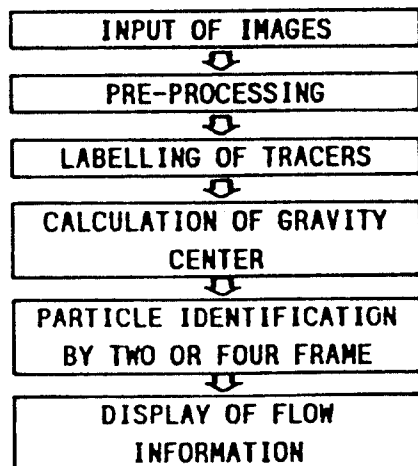 INPUT OF IMAGES
PRE-PROCESSING
LABELLING OF TRACERS
CALCULATION OF GRAVITY
CENTER
PARTICLE IDENTIFICATION
BY TWO OR FOUR FRAME
DISPLAY OF FLOW
INFORMATION